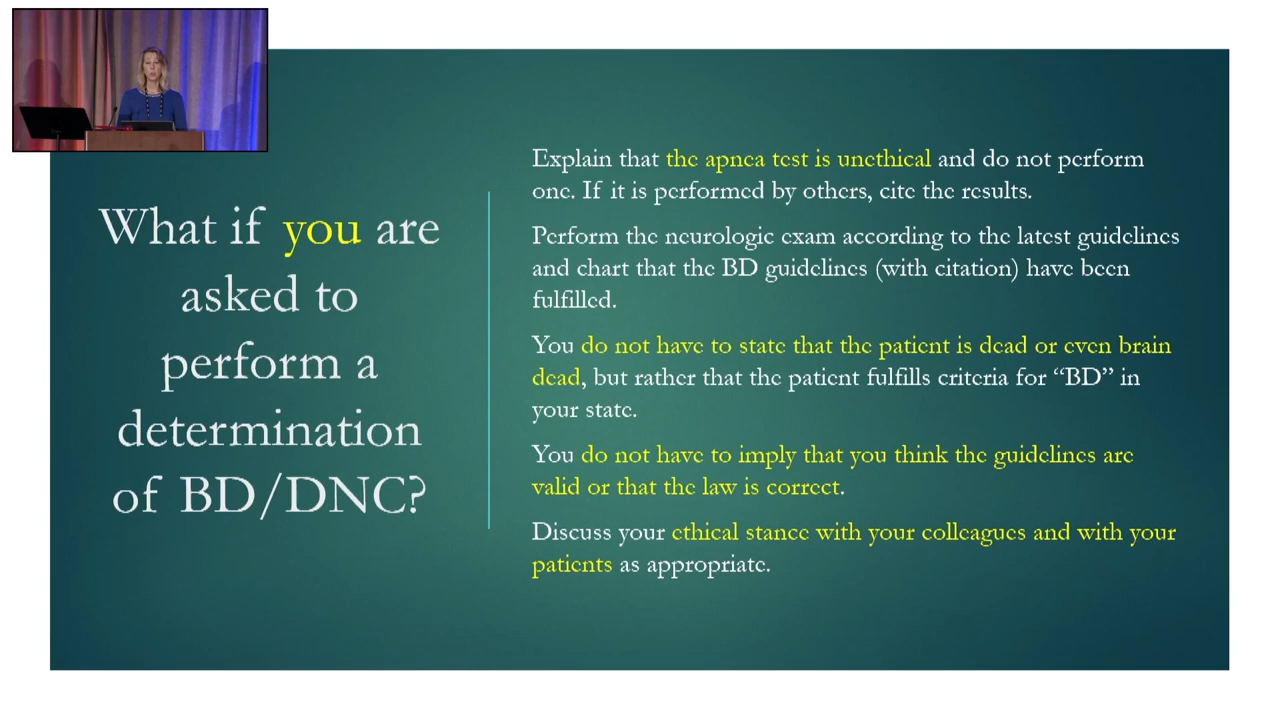 What if you are
asked to
perform a
determination
of BD/DNC?
Explain that the apnea test is unethical and do not perform
one. If it is performed by others, cite the results.
Perform the neurologic exam according to the latest guidelines
and chart that the BD guidelines (with citation) have been
fulfilled.
You do not have to state that the patient is dead or even brain
dead, but rather that the patient fulfills criteria for “BD” in
your state.
You do not have to imply that you think the guidelines are
valid or that the law is correct.
Discuss your ethical stance with your colleagues and with your
patients as appropriate.